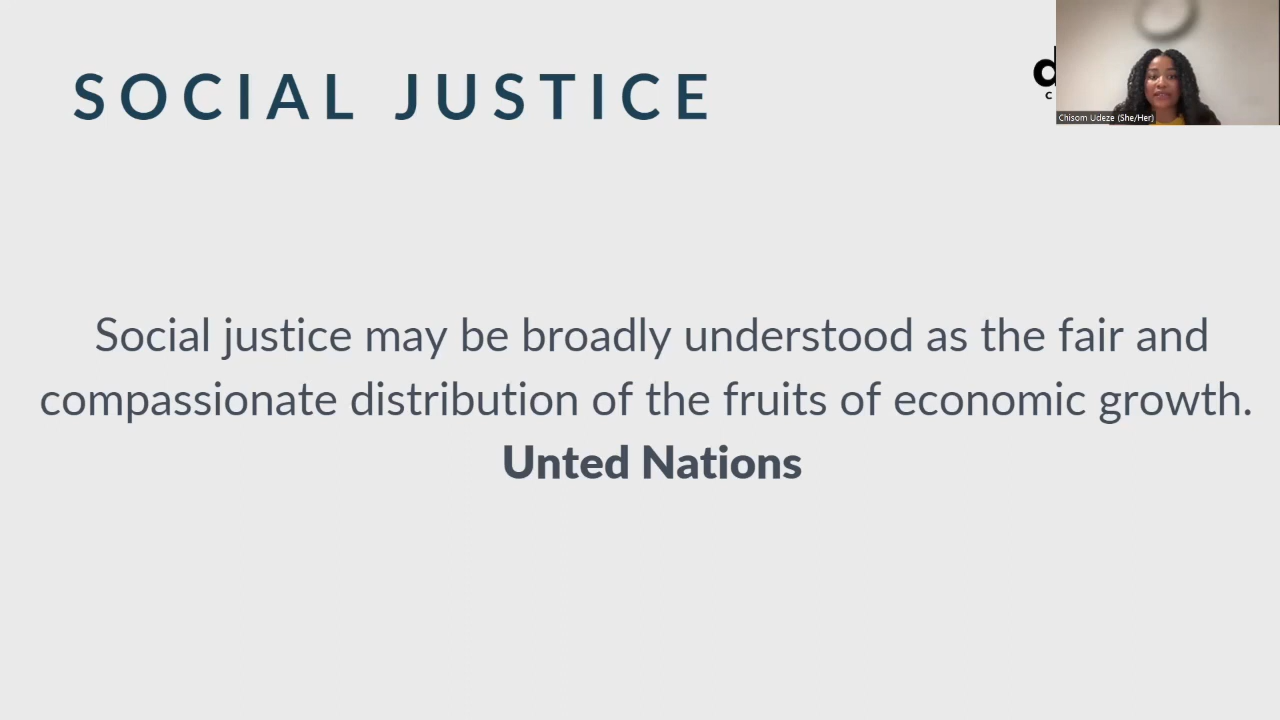 SOCIAL JUSTICE
Chisom Udeze (She/Her)
Social justice may be broadly understood as the fair and
compassionate distribution of the fruits of economic growth.
Unted Nations